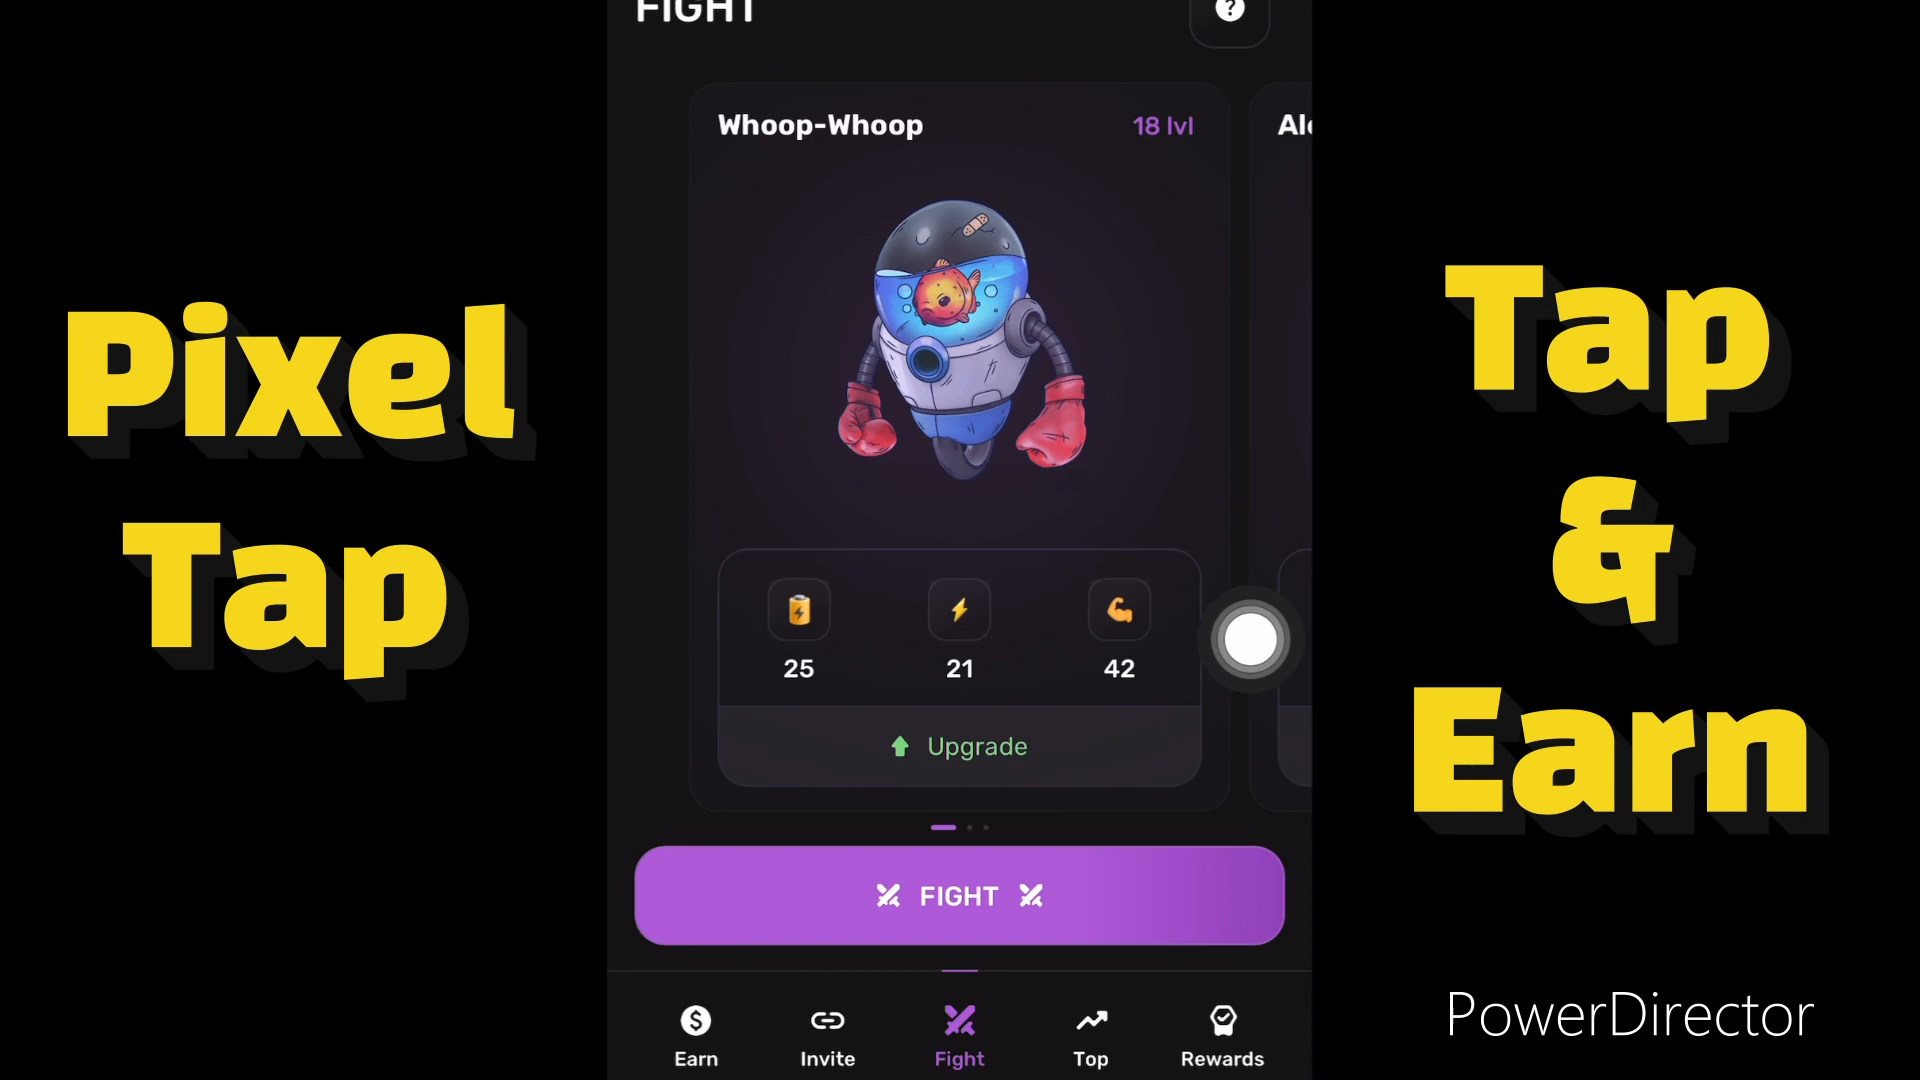 Pixel
Tap
FIGHT
?
Whoop-Whoop
18 lvl
25
21
42
Upgrade
FIGHT
Earn
Invite
Fight
Top
Rewards
Tap
&
Earn
PowerDirector